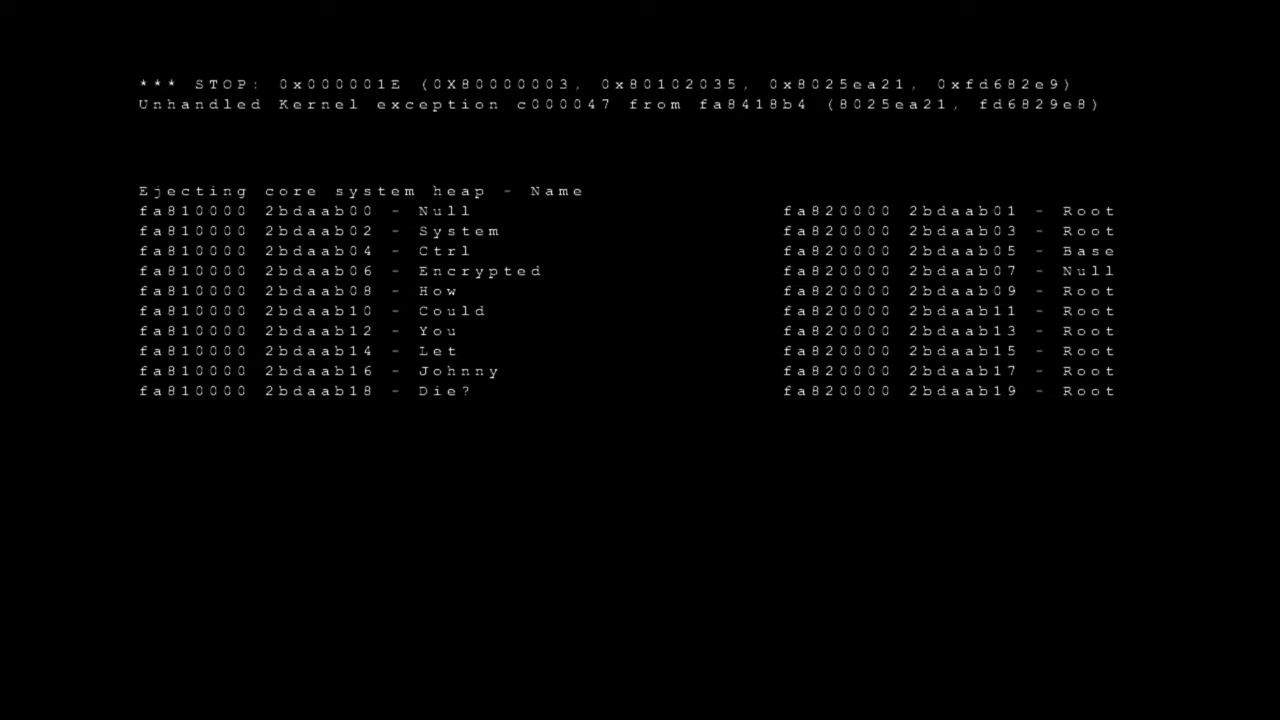 *** STOP: 0x000001E (0X80000003, 0x80102035, 0x8025ea21, 0xfd682e9)
Unhandled Kernel exception c000047 from fa8418b4 (8025ea21, fd6829e8)
Ejecting core system heap - Name
fa810000 2bdaab00 - Null fa820000 2bdaab01 - Root
fa810000 2bdaab02 - System fa820000 2bdaab03 - Root
fa810000 2bdaab04 - Ctrl fa820000 2bdaab05 - Base
fa810000 2bdaab06 - Encrypted fa820000 2bdaab07 - Null
fa810000 2bdaab08 - How fa820000 2bdaab09 - Root
fa810000 2bdaab10 - Could fa820000 2bdaab11 - Root
fa810000 2bdaab12 - You fa820000 2bdaab13 - Root
fa810000 2bdaab14 - Let fa820000 2bdaab15 - Root
fa810000 2bdaab16 - Johnny fa820000 2bdaab17 - Root
fa810000 2bdaab18 - Die? fa820000 2bdaab19 - Root